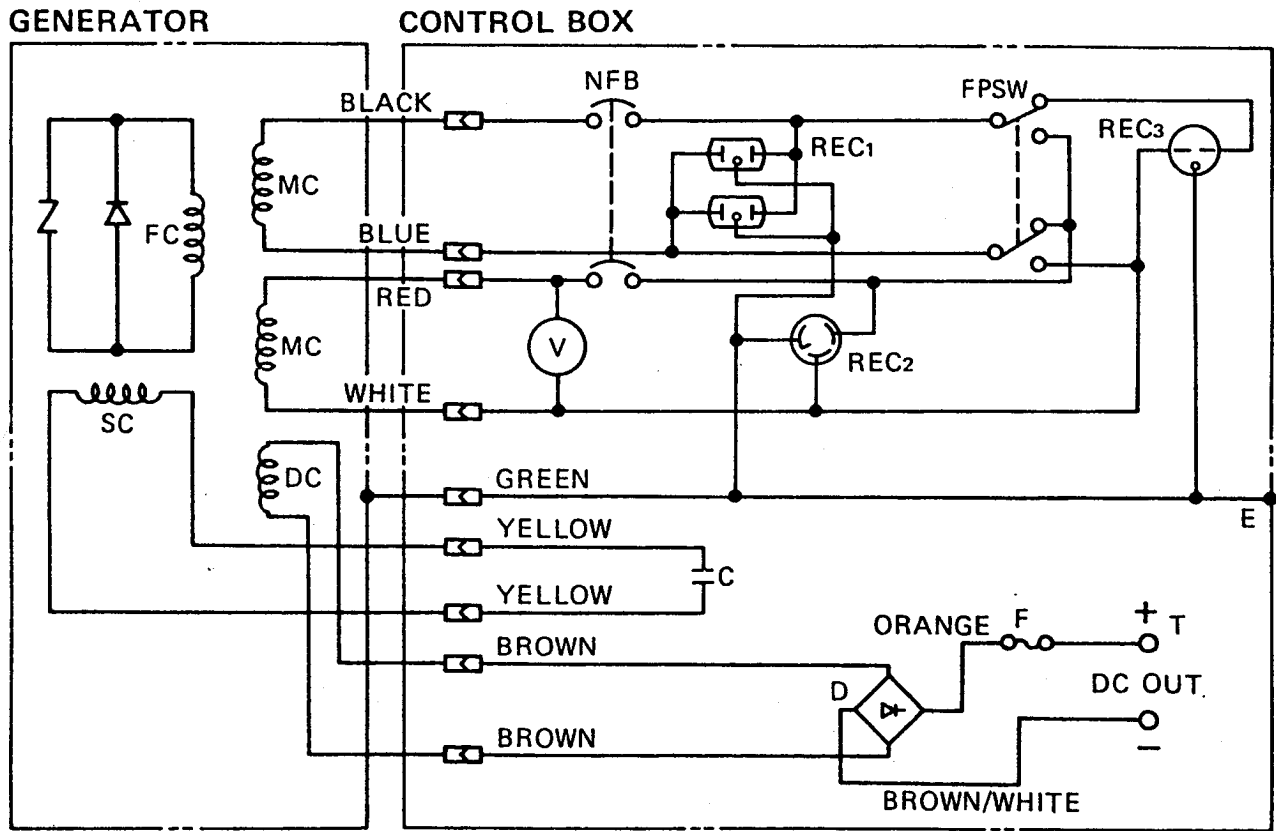 GENERATOR
CONTROL BOX
BLACK
NFB
FPSW
REC1
REC3
MC
FC
BLUE
RED
MC
V
REC2
WHITE
SC
DC
GREEN
E
YELLOW
C
YELLOW
ORANGE
F
+
T
BROWN
D
DC OUT
BROWN
−
BROWN/WHITE